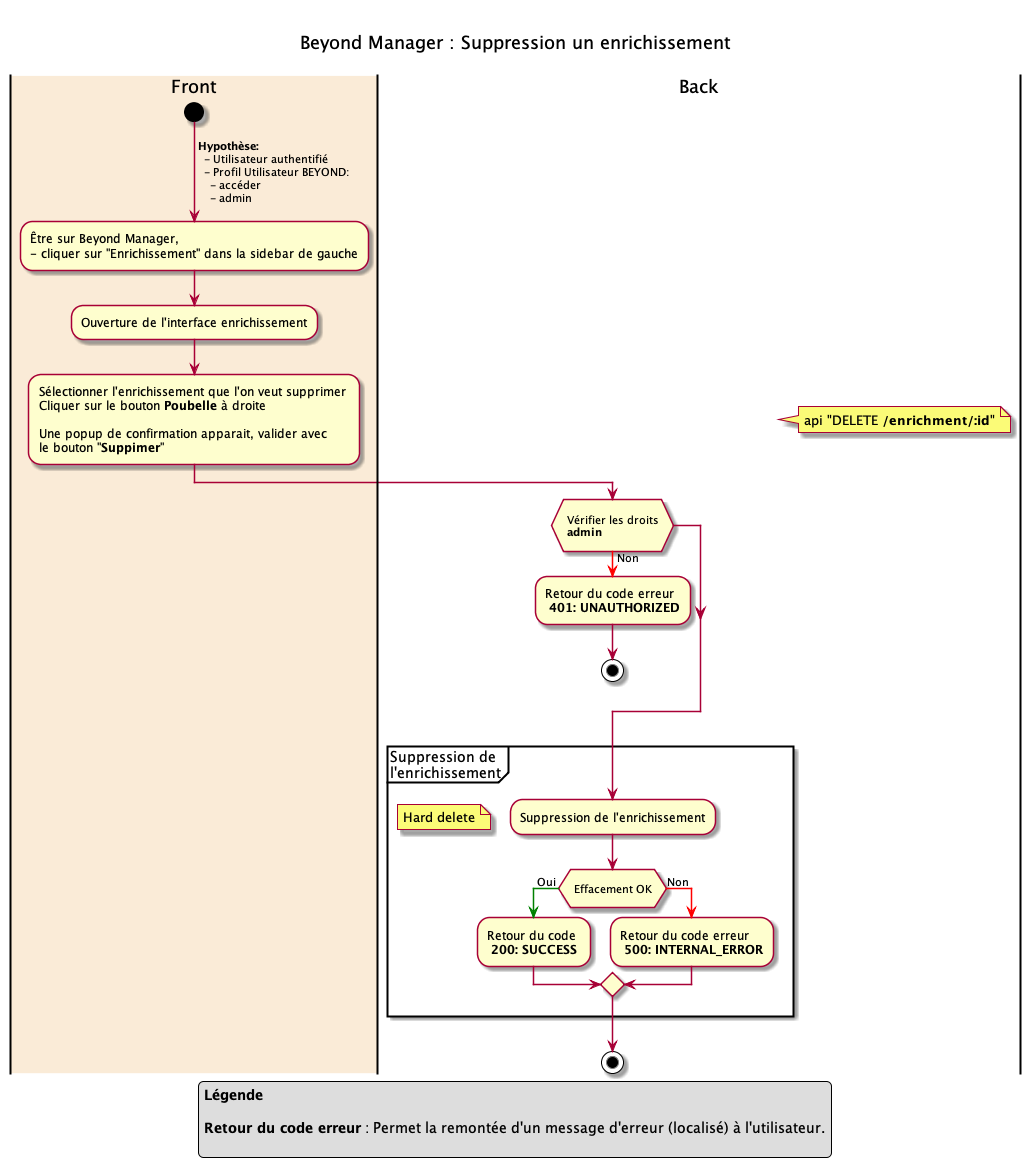 Beyond Manager : Suppression un enrichissement
Front
Back
Hypothèse:
- Utilisateur authentifié
- Profil Utilisateur BEYOND:
- accéder
- admin
Être sur Beyond Manager,
- cliquer sur "Enrichissement" dans la sidebar de gauche
Ouverture de l'interface enrichissement
Sélectionner l'enrichissement que l'on veut supprimer
Cliquer sur le bouton Poubelle à droite
Une popup de confirmation apparait, valider avec
le bouton "Suppimer"
api "DELETE /enrichment/:id"
Vérifier les droits
admin
Non
Retour du code erreur
401: UNAUTHORIZED
Suppression de
l'enrichissement
Hard delete
Suppression de l'enrichissement
Oui
Effacement OK
Non
Retour du code
200: SUCCESS
Retour du code erreur
500: INTERNAL_ERROR
Légende
Retour du code erreur : Permet la remontée d'un message d'erreur (localisé) à l'utilisateur.